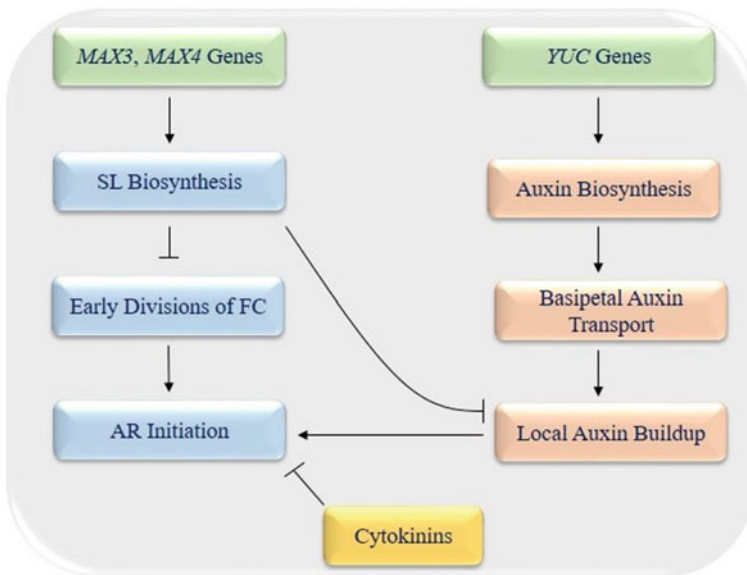 MAX3, MAX4 Genes
YUC Genes
SL Biosynthesis
Auxin Biosynthesis
Early Divisions of FC
Basipetal Auxin
Transport
AR Initiation
Local Auxin Buildup
Cytokinins